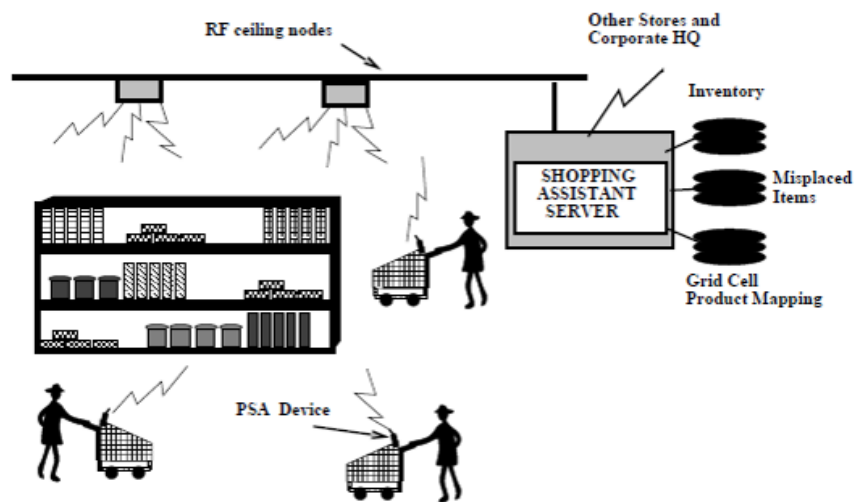 Other Stores and
Corporate HQ
RF ceiling nodes
Inventory
SHOPPING
ASSISTANT
SERVER
Misplaced
Items
Grid Cell
Product Mapping
PSA Device